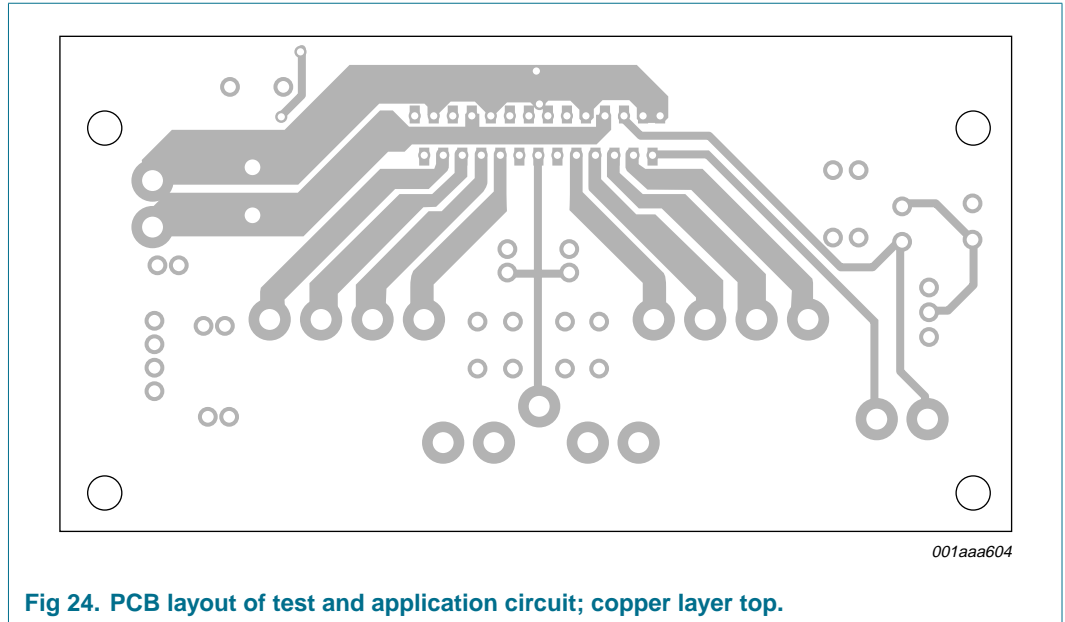 001aaa604
Fig 24. PCB layout of test and application circuit; copper layer top.